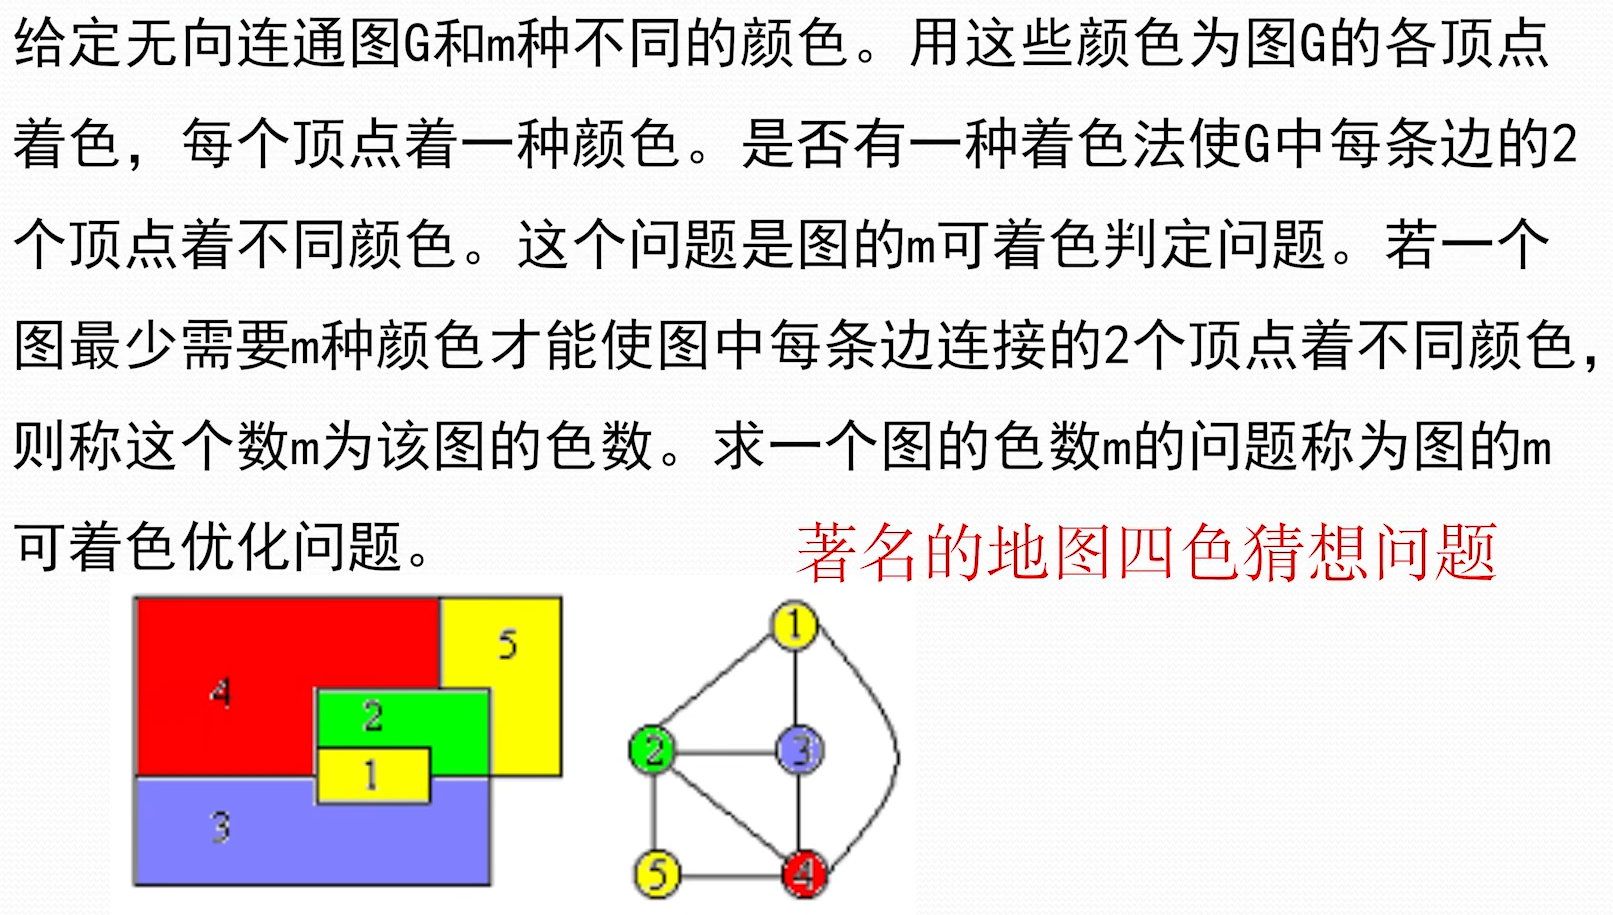 给定无向连通图G和m种不同的颜色。用这些颜色为图G的各顶点
着色，每个顶点着一种颜色。是否有一种着色法使G中每条边的2
个顶点着不同颜色。这个问题是图的m可着色判定问题。若一个
图最少需要m种颜色才能使图中每条边连接的2个顶点着不同颜色，
则称这个数m为该图的色数。求一个图的色数m的问题称为图的m
可着色优化问题。
著名的地图四色猜想问题
4
5
2
1
3
1
2
3
5
4